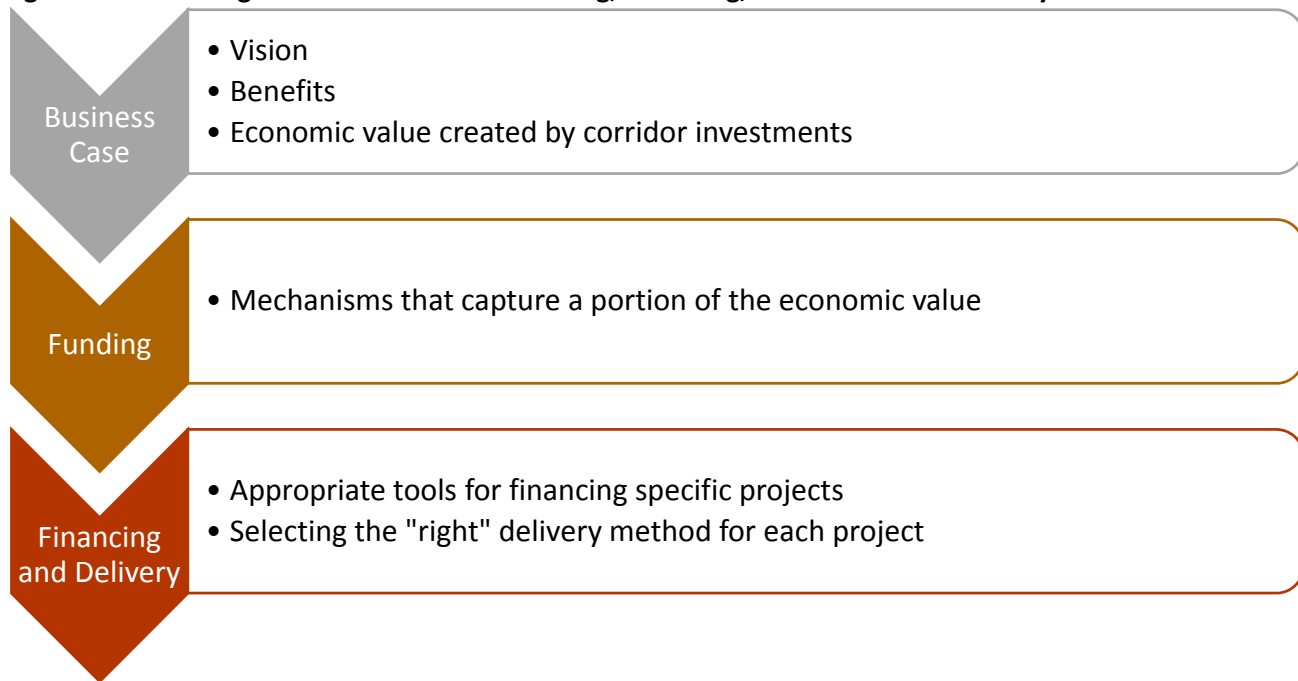 Business
Case
• Vision
• Benefits
• Economic value created by corridor investments
Funding
• Mechanisms that capture a portion of the economic value
Financing
and Delivery
• Appropriate tools for financing specific projects
• Selecting the "right" delivery method for each project